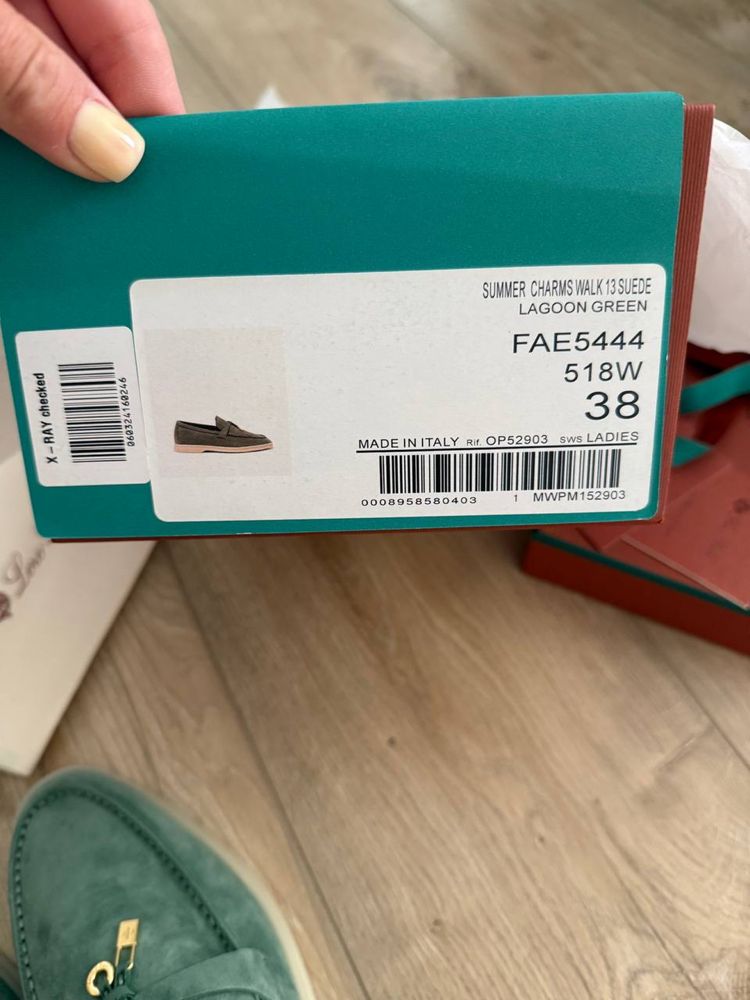 SUMMER CHARMS WALK 13 SUEDE
LAGOON GREEN
FAE5444
518W
38
MADE IN ITALY Rif. OP52903 sws LADIES
0008958580403 1 MWPM152903
X-RAY checked
060324160246